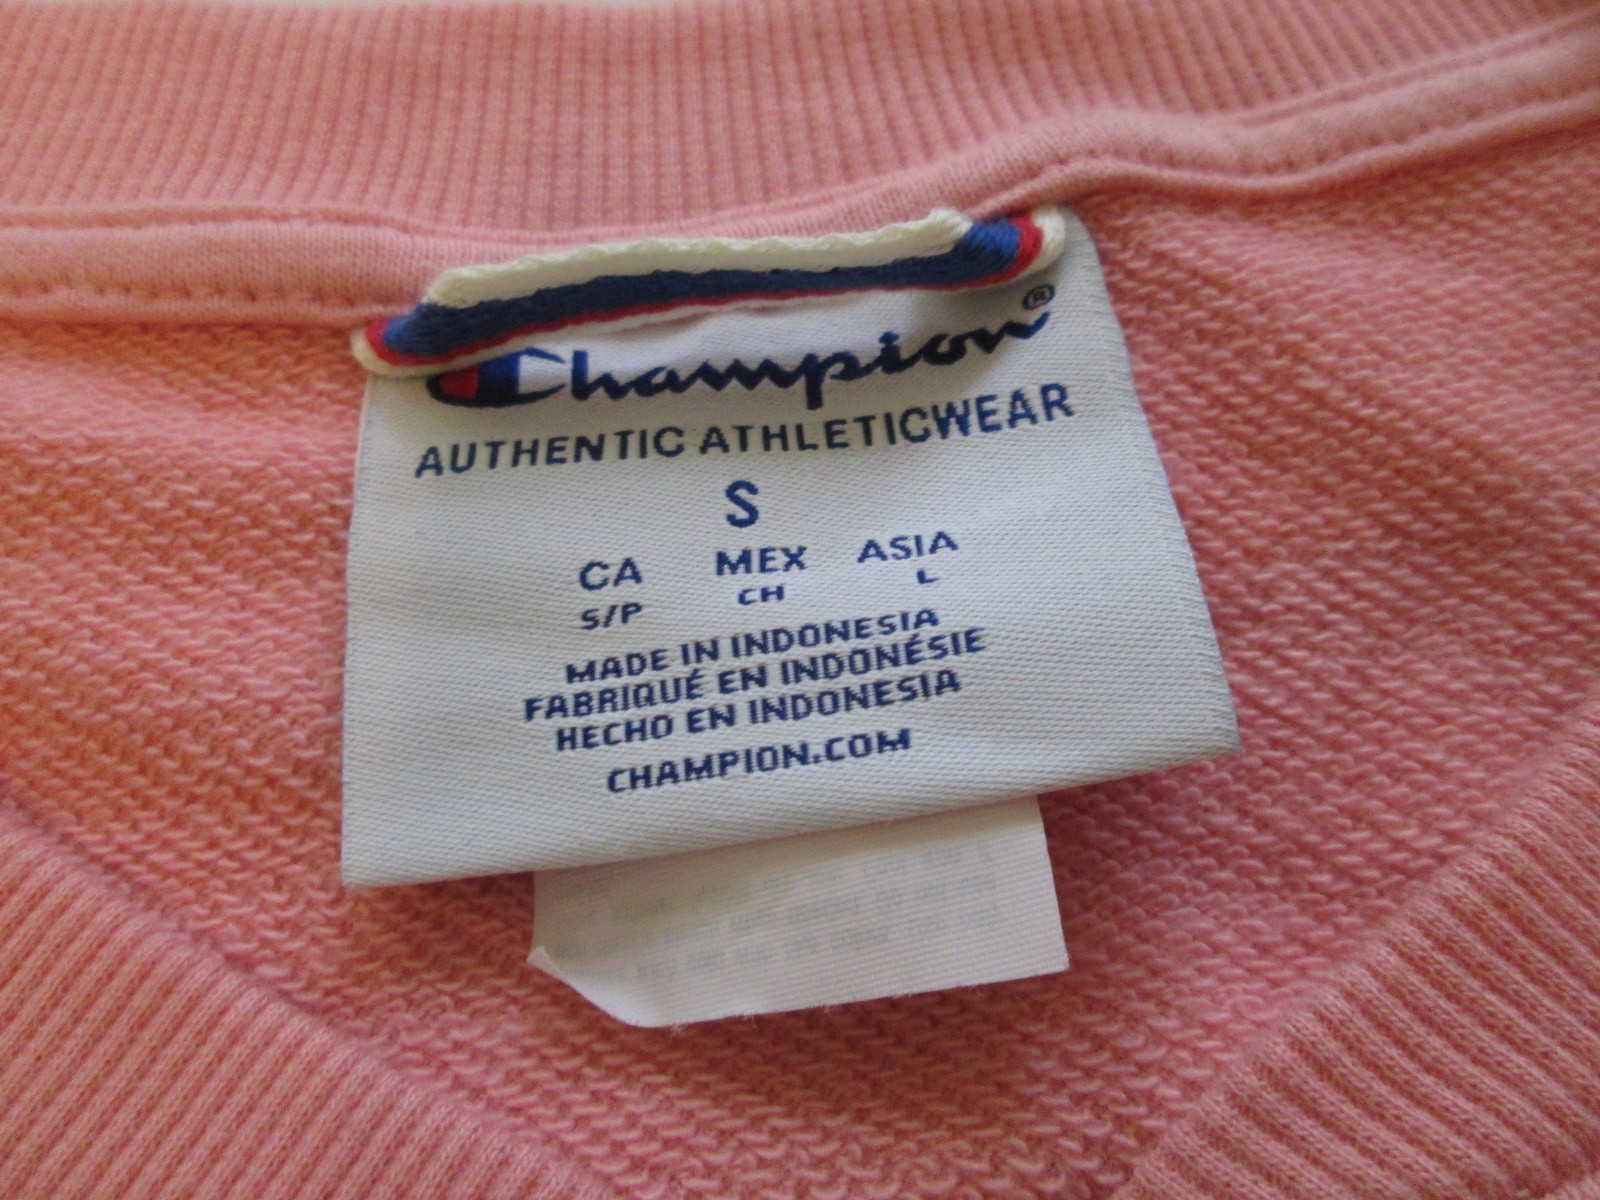 Champion®
AUTHENTIC ATHLETICWEAR
S
CA MEX ASIA
S/P CH L
MADE IN INDONESIA
FABRIQUÉ EN INDONÉSIE
HECHO EN INDONESIA
CHAMPION.COM